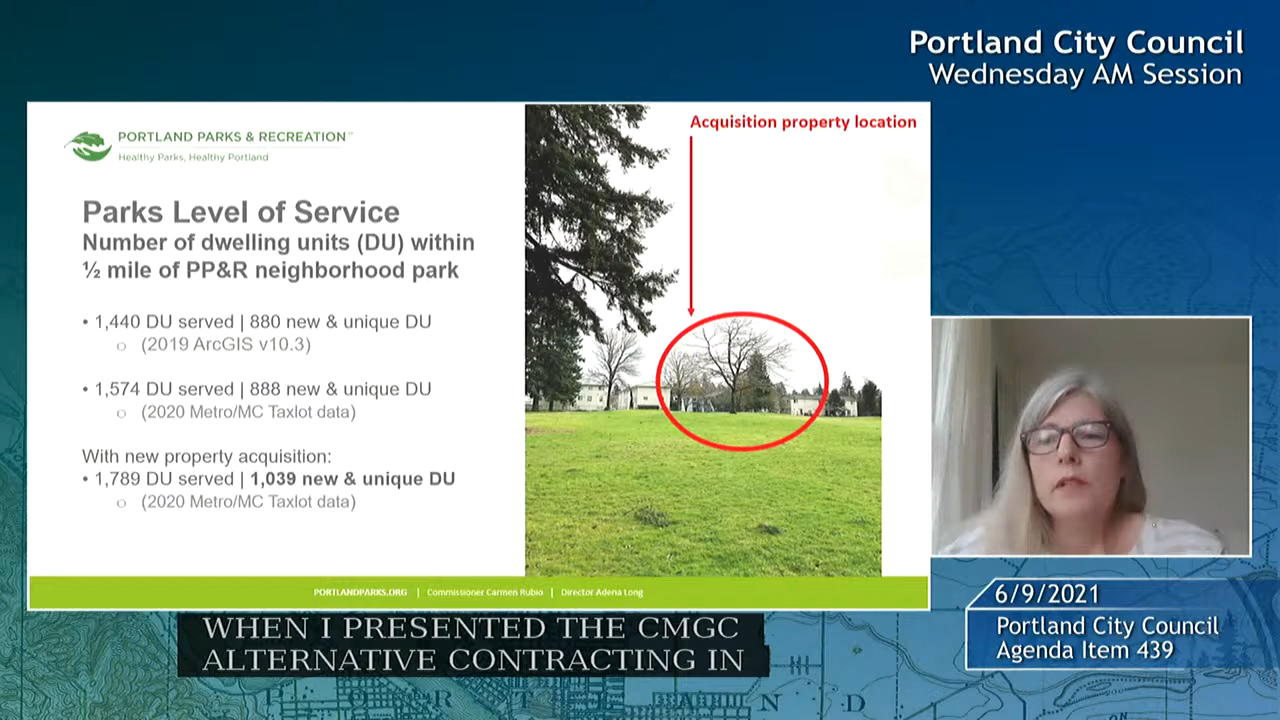 Portland City Council
Wednesday AM Session
PORTLAND PARKS & RECREATION™
Healthy Parks, Healthy Portland
Acquisition property location
Parks Level of Service
Number of dwelling units (DU) within
½ mile of PP&R neighborhood park
• 1,440 DU served | 880 new & unique DU
o (2019 ArcGIS v10.3)
• 1,574 DU served | 888 new & unique DU
o (2020 Metro/MC Taxlot data)
With new property acquisition:
• 1,789 DU served | 1,039 new & unique DU
o (2020 Metro/MC Taxlot data)
PORTLANDPARKS.ORG | Commissioner Carmen Rubio | Director Adena Long
WHEN I PRESENTED THE CMGC
ALTERNATIVE CONTRACTING IN
6/9/2021
Portland City Council
Agenda Item 439